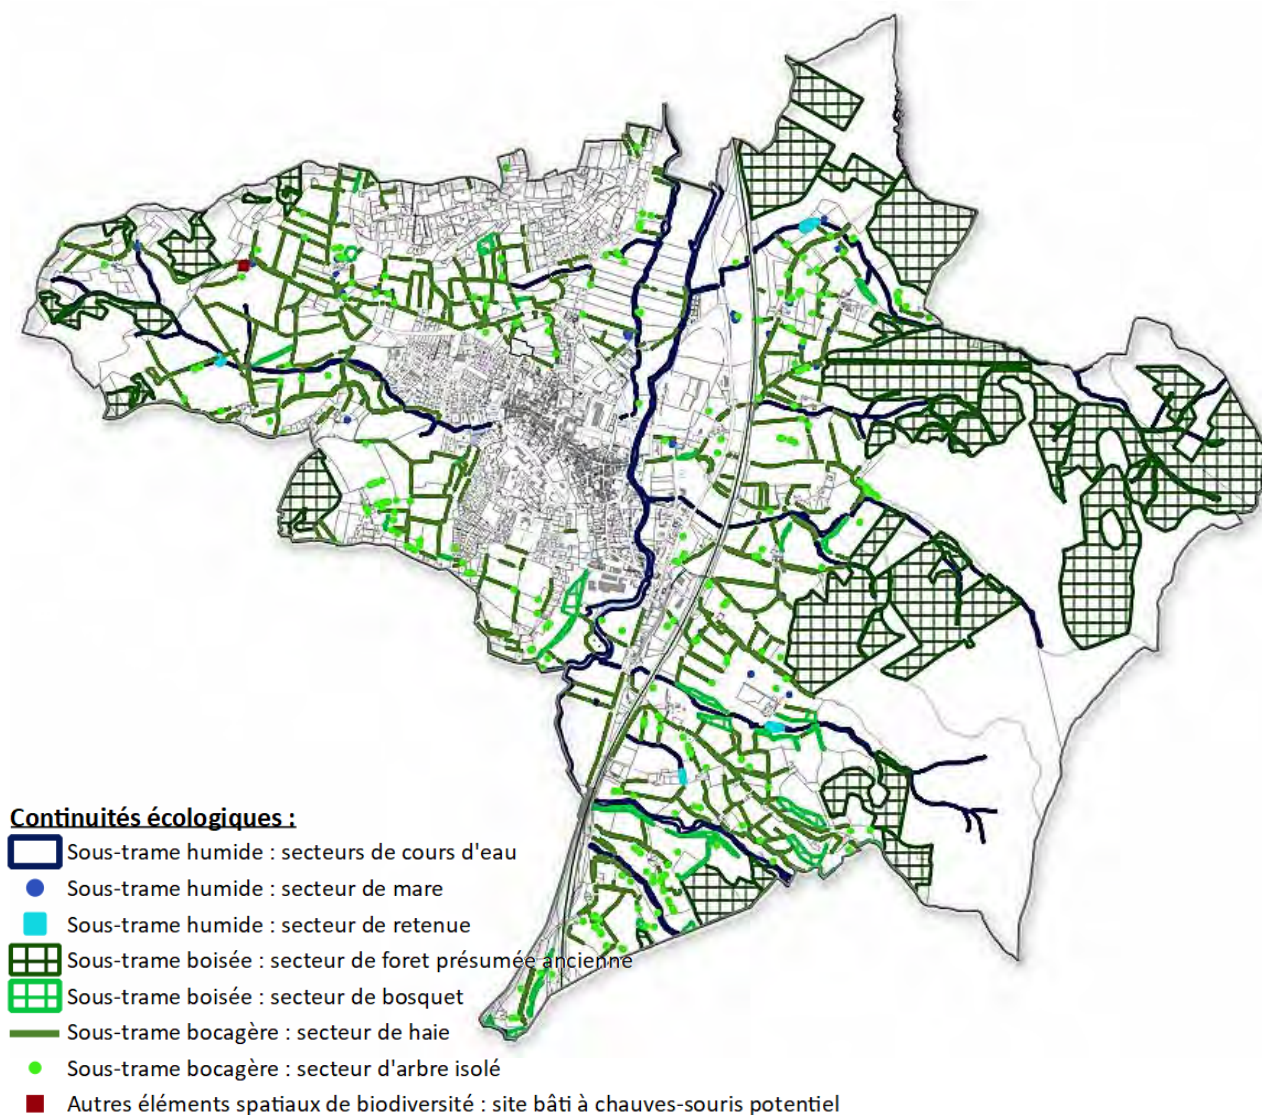 Continuités écologiques :
Sous-trame humide : secteurs de cours d'eau
Sous-trame humide : secteur de mare
Sous-trame humide : secteur de retenue
Sous-trame boisée : secteur de foret présumée ancienne
Sous-trame boisée : secteur de bosquet
Sous-trame bocagère : secteur de haie
Sous-trame bocagère : secteur d'arbre isolé
Autres éléments spatiaux de biodiversité : site bâti à chauves-souris potentiel